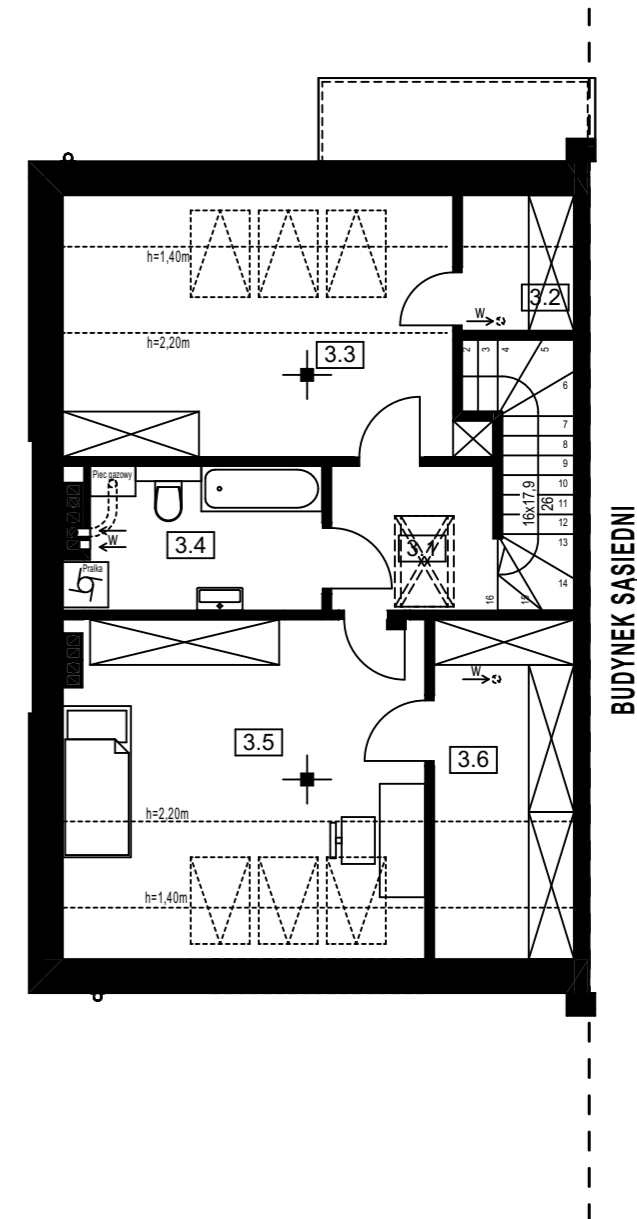 h=1,40m
3.2
W
h=2,20m
3.3
2
3
4
5
6
7
8
9
10
11
12
13
14
15
16
16x17,9
26
Piec gazowy
W
3.4
3.1
Pralka
BUDYNEK SĄSIEDNI
W
3.5
3.6
h=2,20m
h=1,40m